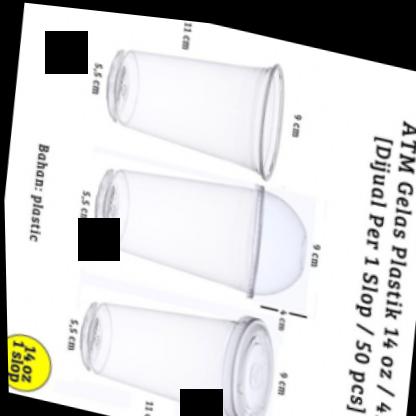 ATM Gelas Plastik 14 oz / 4
[Dijual Per 1 Slop / 50 pcs]
9 cm
11 cm
5,5 cm
9 cm
4 cm
5,5 cm
9 cm
11
5,5 cm
Bahan: plastic
14 oz
1 slop